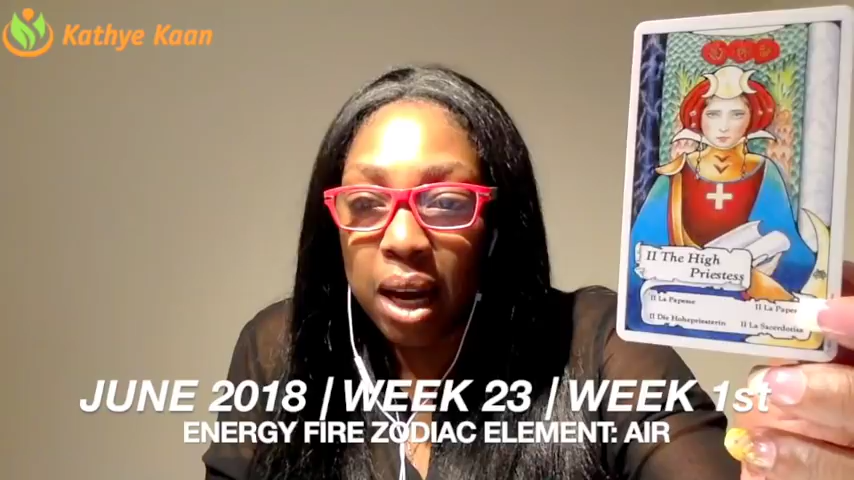 Kathye Kaan
II The High
Priestess
II La Papesse
II La Papes
II Die Hohepriesterin
II La Sacerdotis
JUNE 2018 | WEEK 23 | WEEK 1st
ENERGY FIRE ZODIAC ELEMENT: AIR